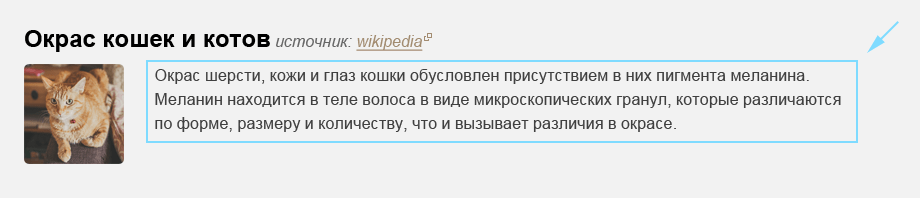 Окрас кошек и котов источник: wikipedia
Окрас шерсти, кожи и глаз кошки обусловлен присутствием в них пигмента меланина.
Меланин находится в теле волоса в виде микроскопических гранул, которые различаются
по форме, размеру и количеству, что и вызывает различия в окрасе.